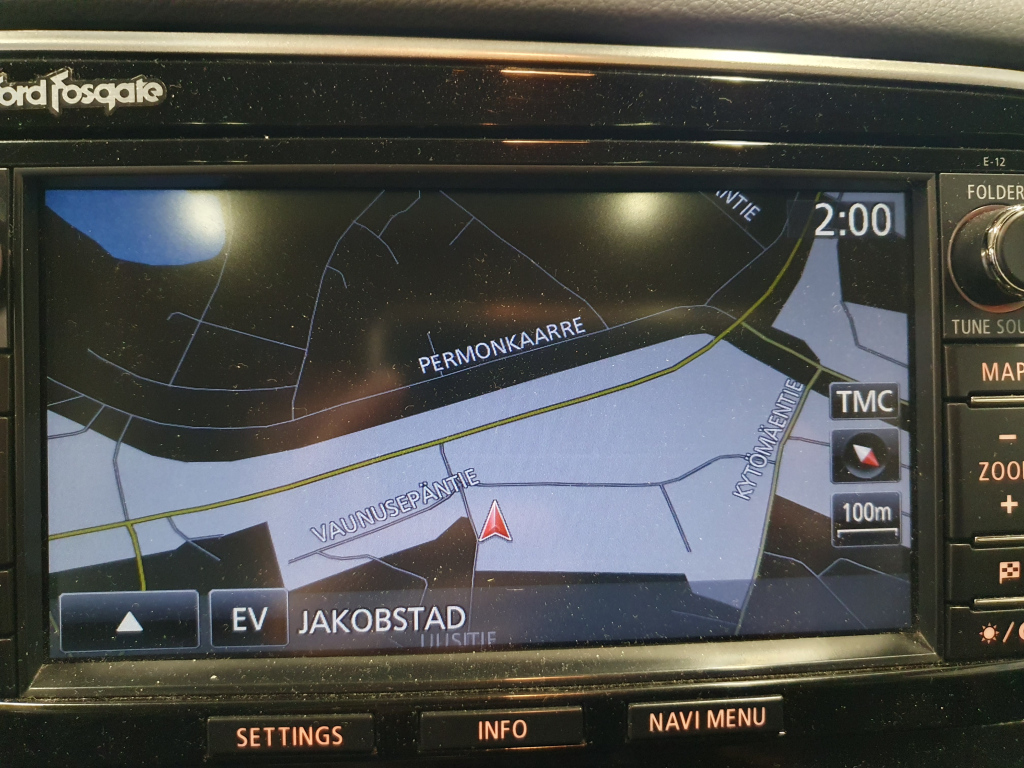 ord Fosgate
E-12
FOLDER
TUNE SOU
MAP
ZOO
+
NTIE
2:00
PERMONKAARRE
TMC
KYTÖMÄENTIE
100m
VAUNUSEPÄNTIE
EV
JAKOBSTAD
UUSITIE
SETTINGS
INFO
NAVI MENU